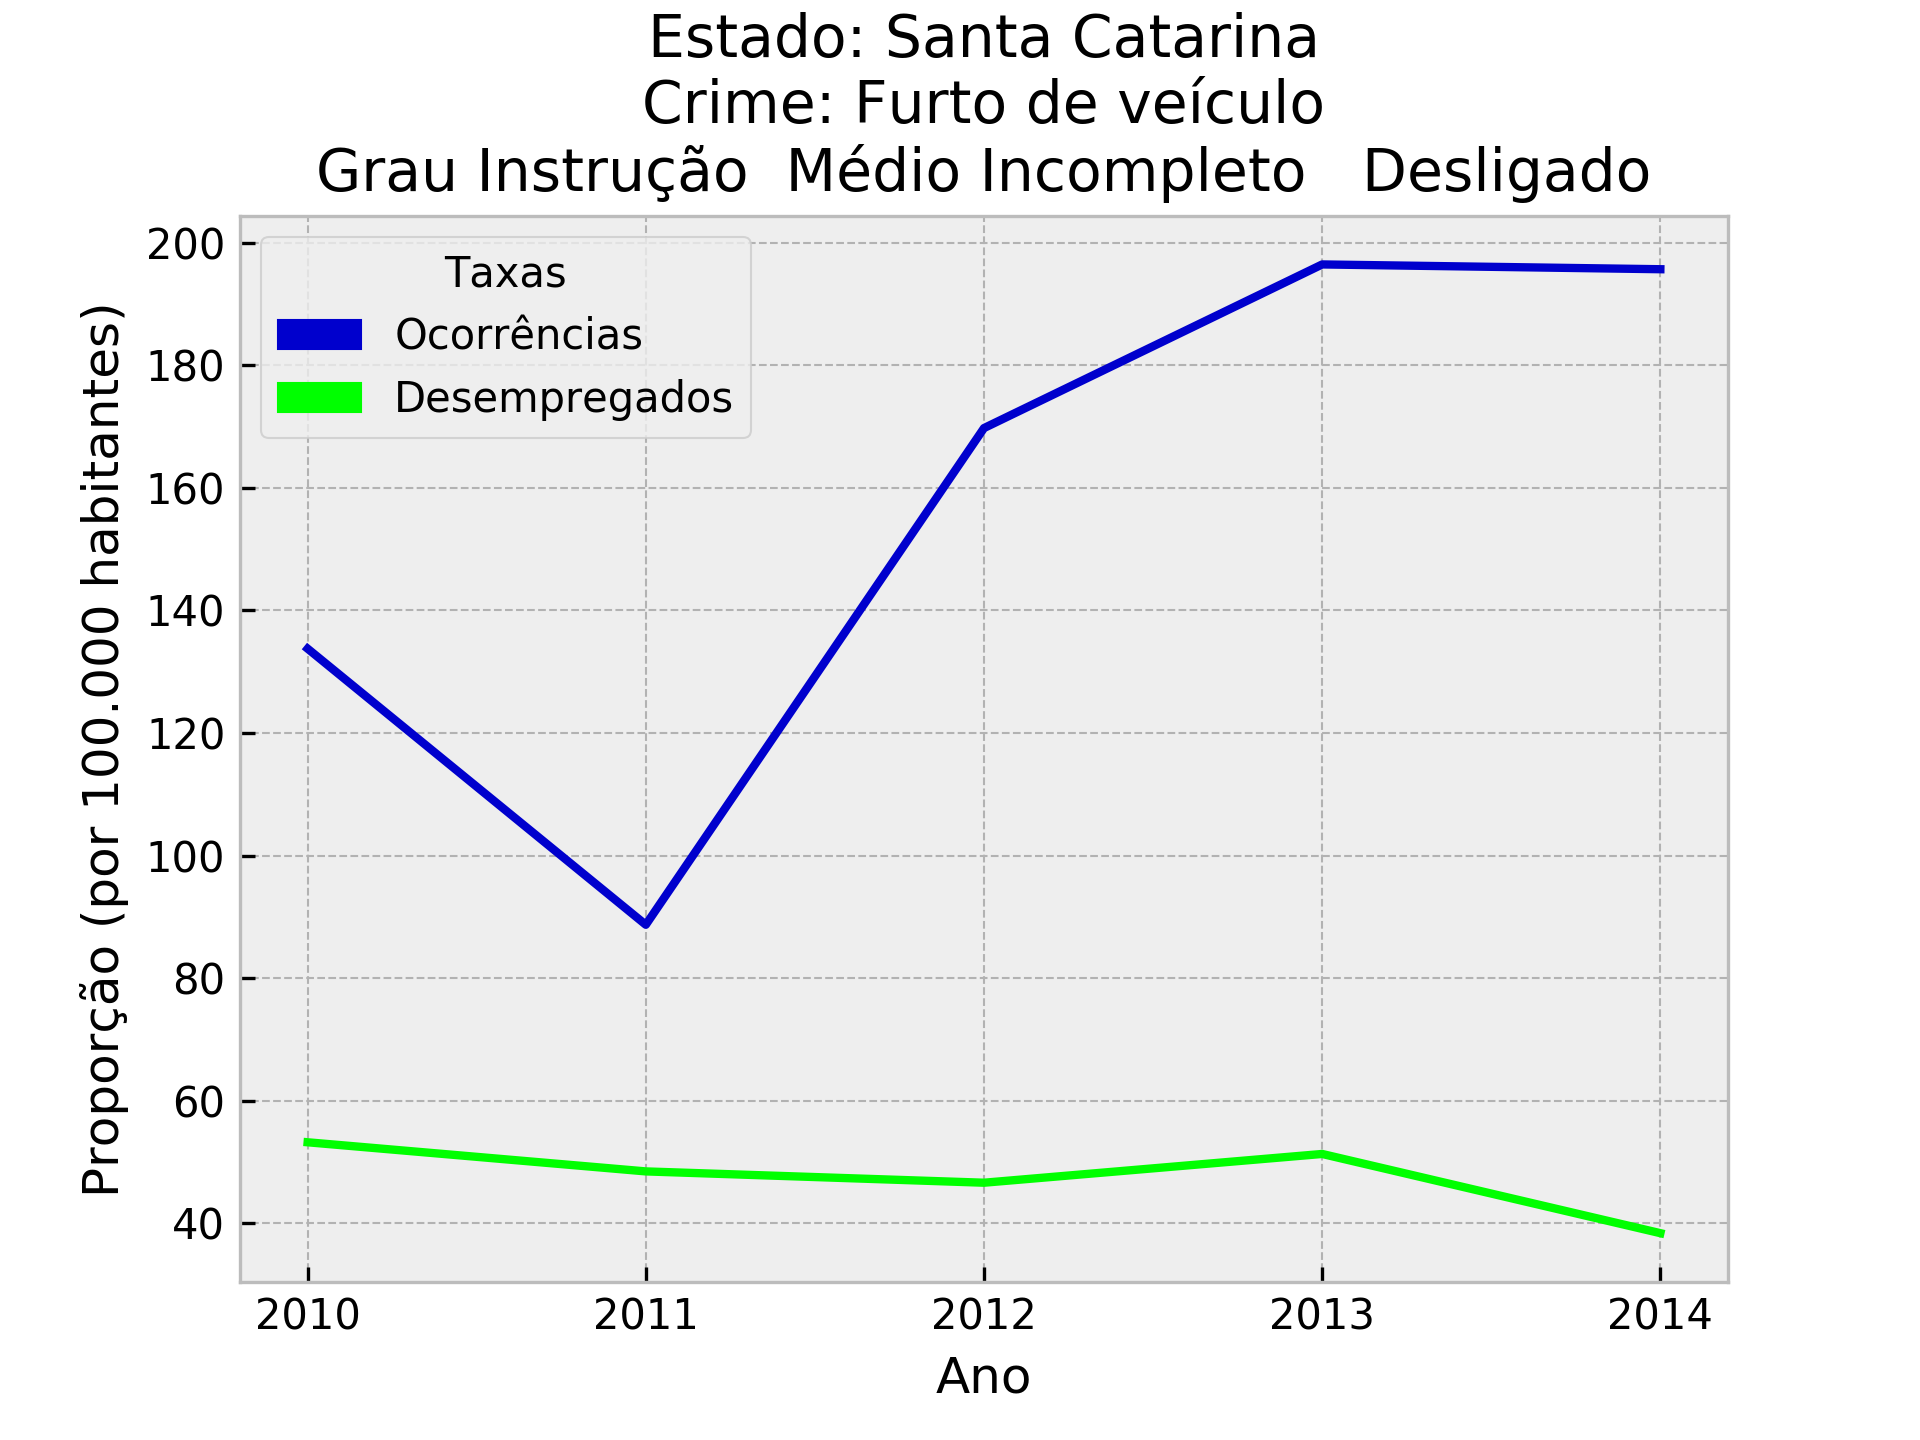 Estado: Santa Catarina
Crime: Furto de veículo
Grau Instrução  Médio Incompleto   Desligado
Taxas
Ocorrências
Desempregados
Proporção (por 100.000 habitantes)
200
180
160
140
120
100
80
60
40
2010 2011 2012 2013 2014
Ano